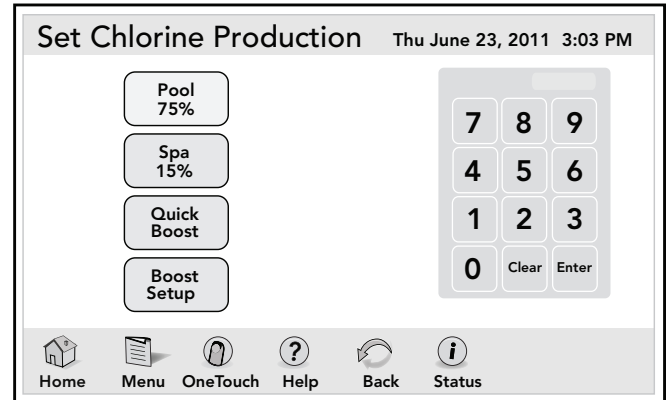 Set Chlorine Production Thu June 23, 2011 3:03 PM
Pool
75%
Spa
15%
Quick
Boost
Boost
Setup
7 8 9
4 5 6
1 2 3
0 Clear Enter
? i
Home Menu OneTouch Help Back Status